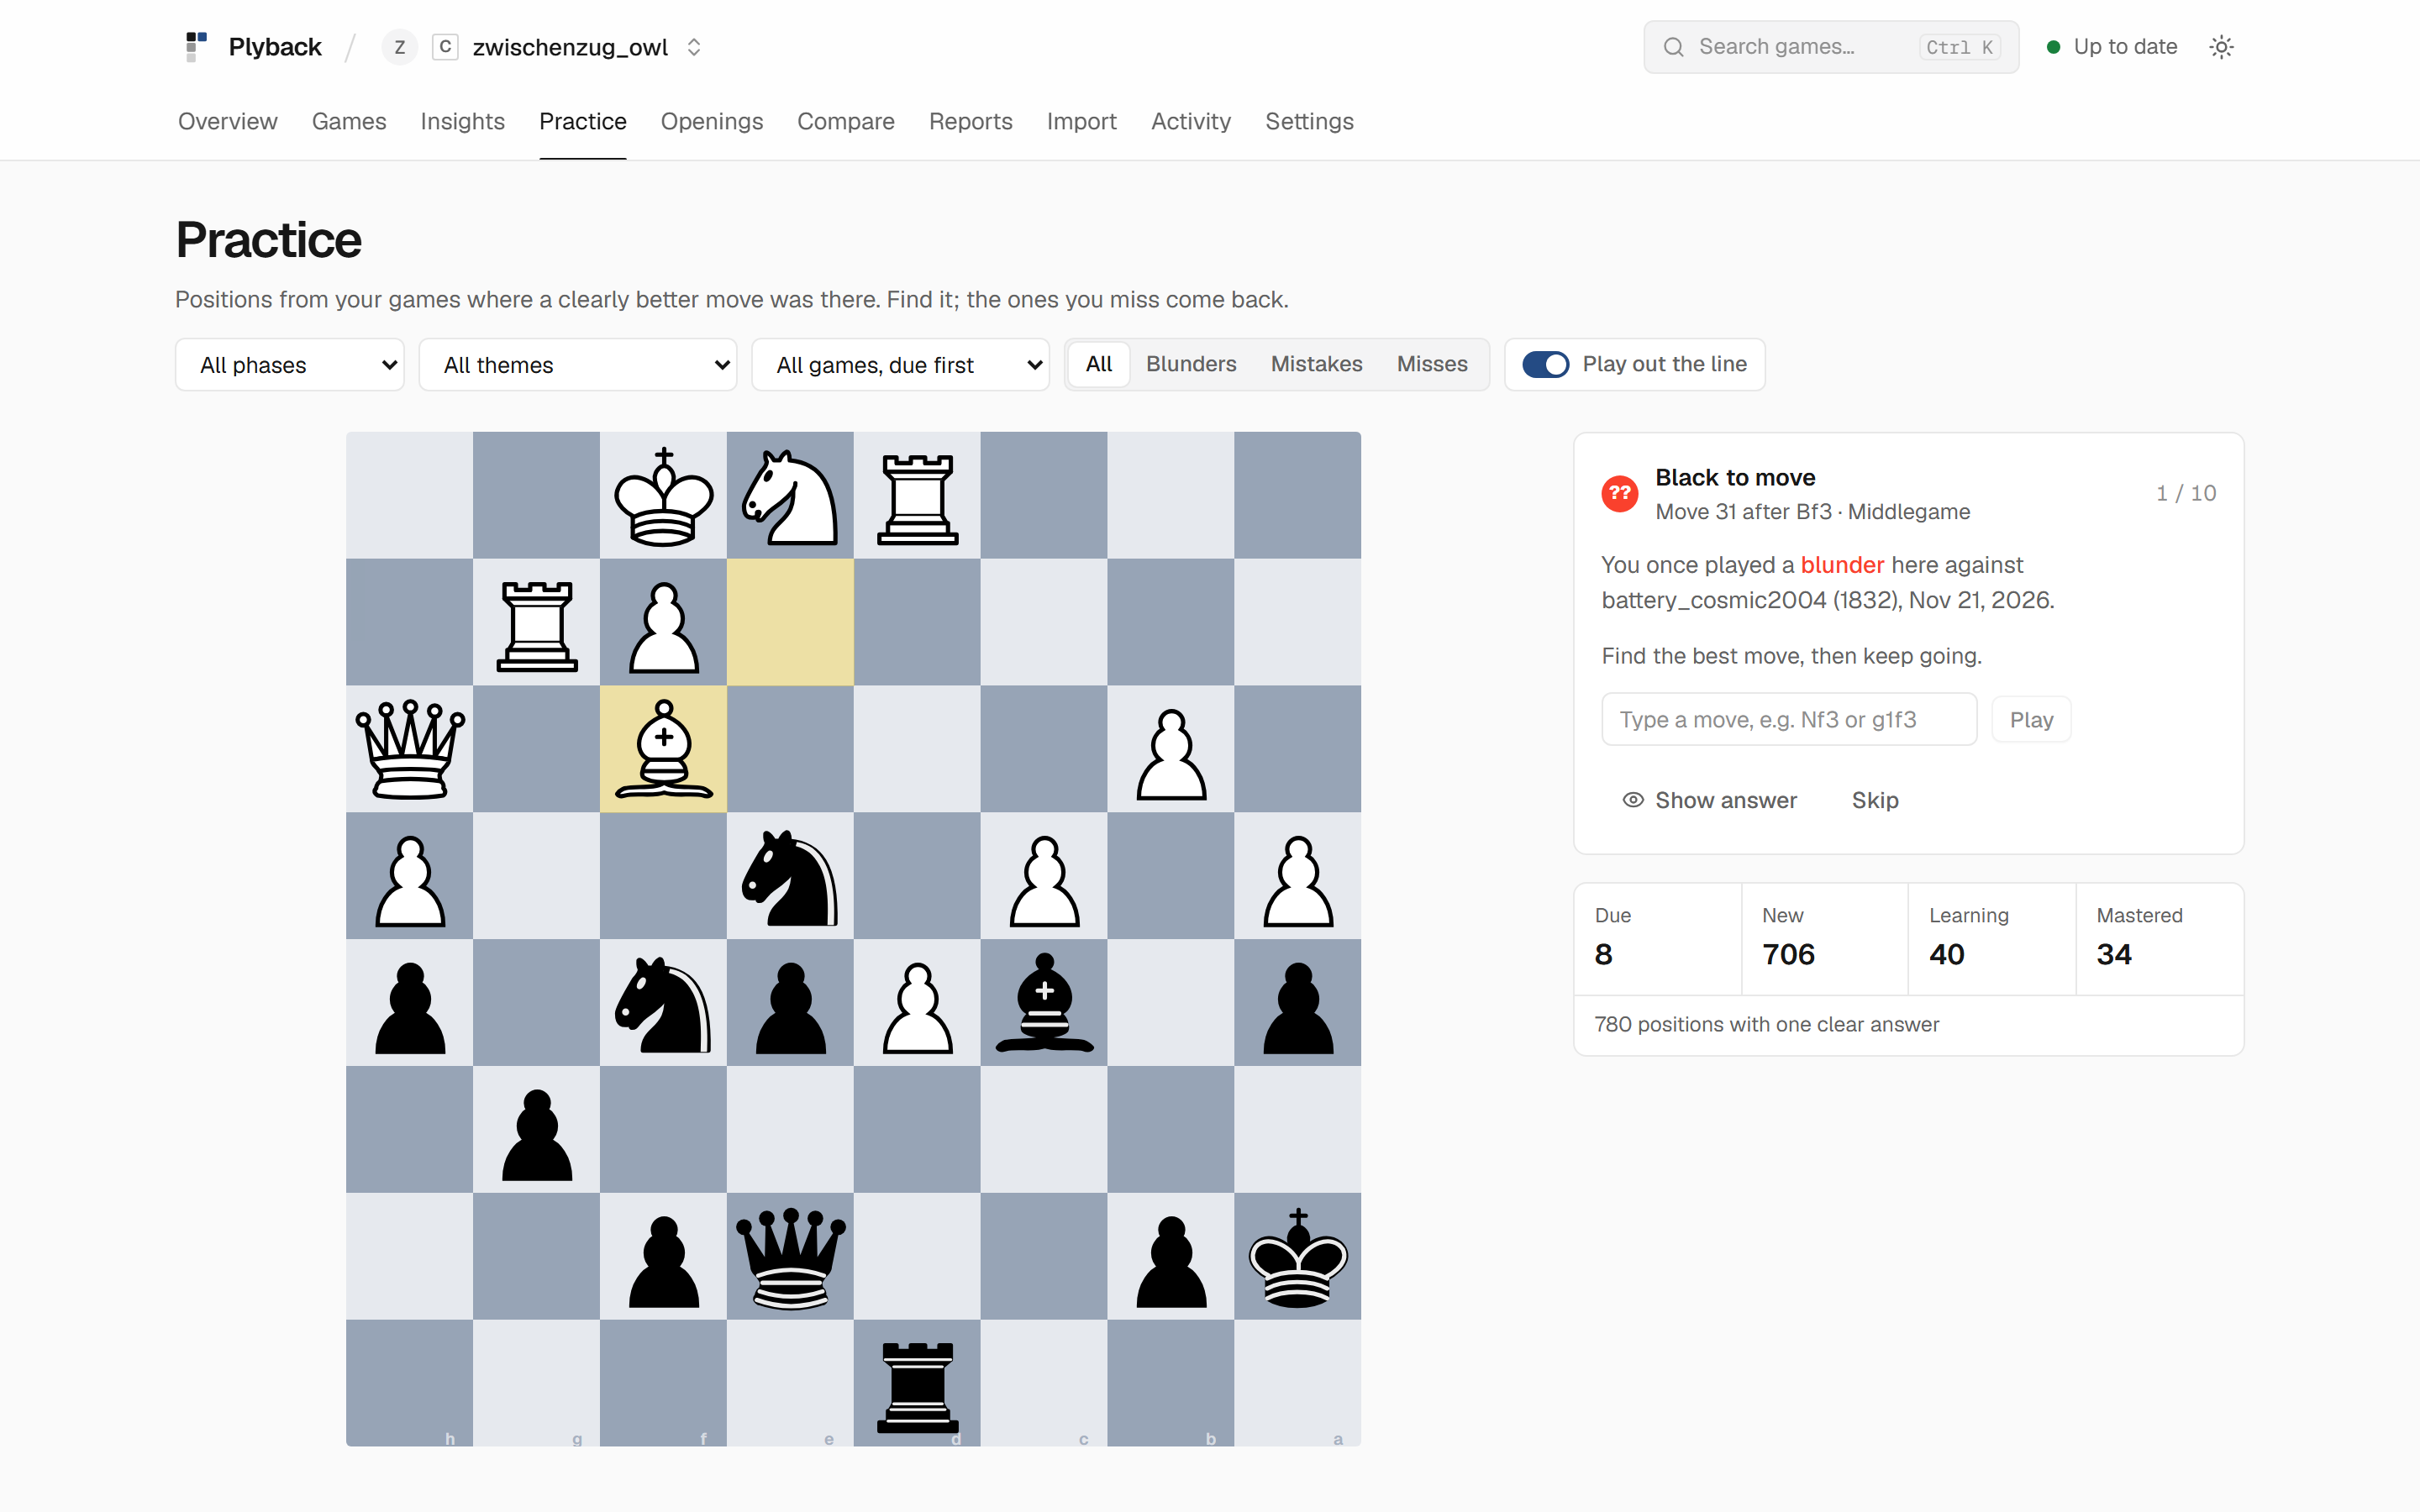 Plyback / Z C zwischenzug_owl Search games... Ctrl K Up to date
Overview Games Insights Practice Openings Compare Reports Import Activity Settings
Practice
Positions from your games where a clearly better move was there. Find it; the ones you miss come back.
All phases All themes All games, due first All Blunders Mistakes Misses Play out the line
?? Black to move 1 / 10
Move 31 after Bf3 · Middlegame
You once played a blunder here against
battery_cosmic2004 (1832), Nov 21, 2026.
Find the best move, then keep going.
Type a move, e.g. Nf3 or g1f3 Play
Show answer Skip
Due New Learning Mastered
8 706 40 34
780 positions with one clear answer
h g f e d c b a